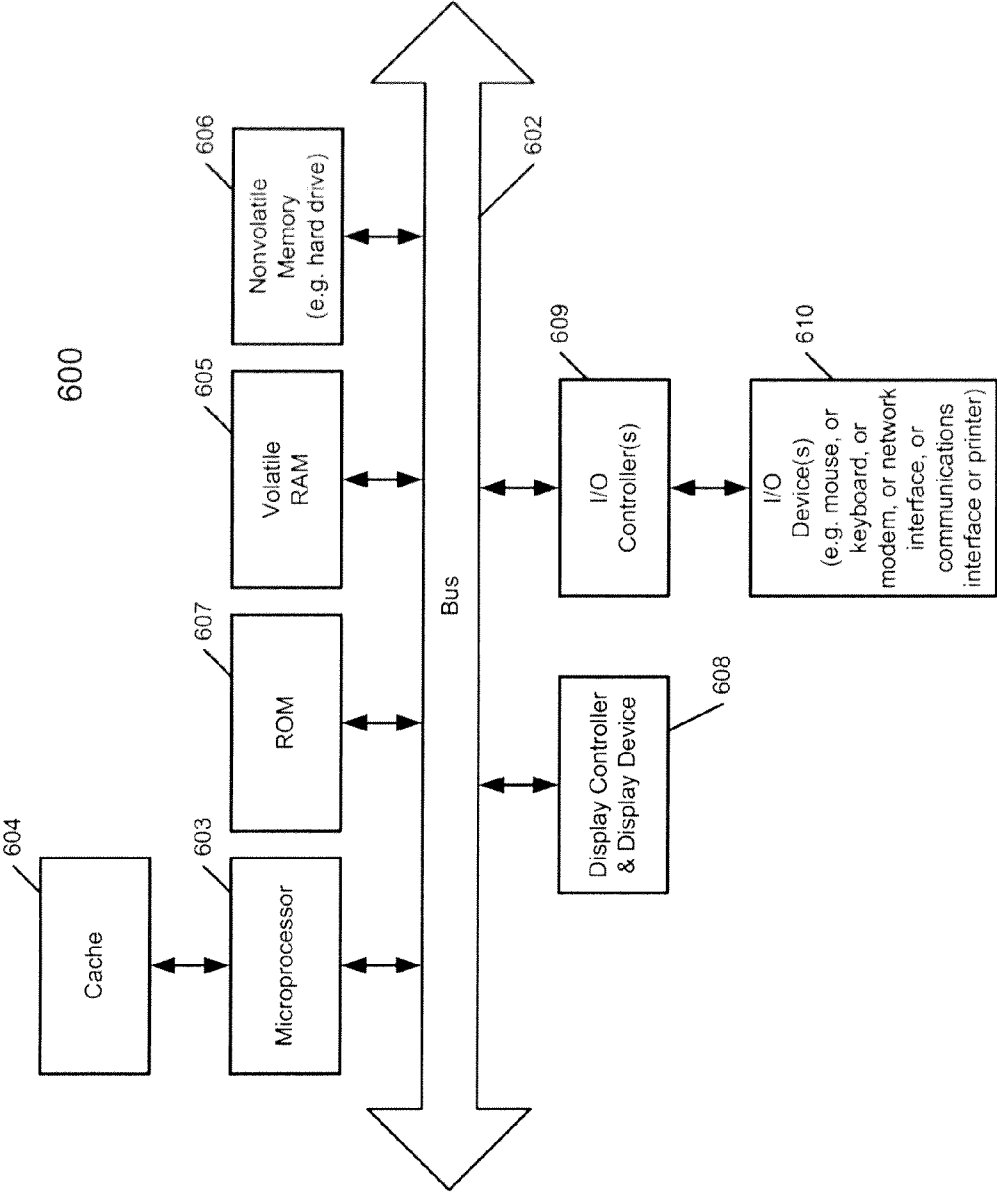 600
604
Cache
603
Microprocessor
607
ROM
605
Volatile
RAM
606
Nonvolatile
Memory
(e.g. hard drive)
Bus
602
Display Controller
& Display Device
608
609
I/O
Controller(s)
610
I/O
Device(s)
(e.g. mouse, or
keyboard, or
modem, or network
interface, or
communications
interface or printer)